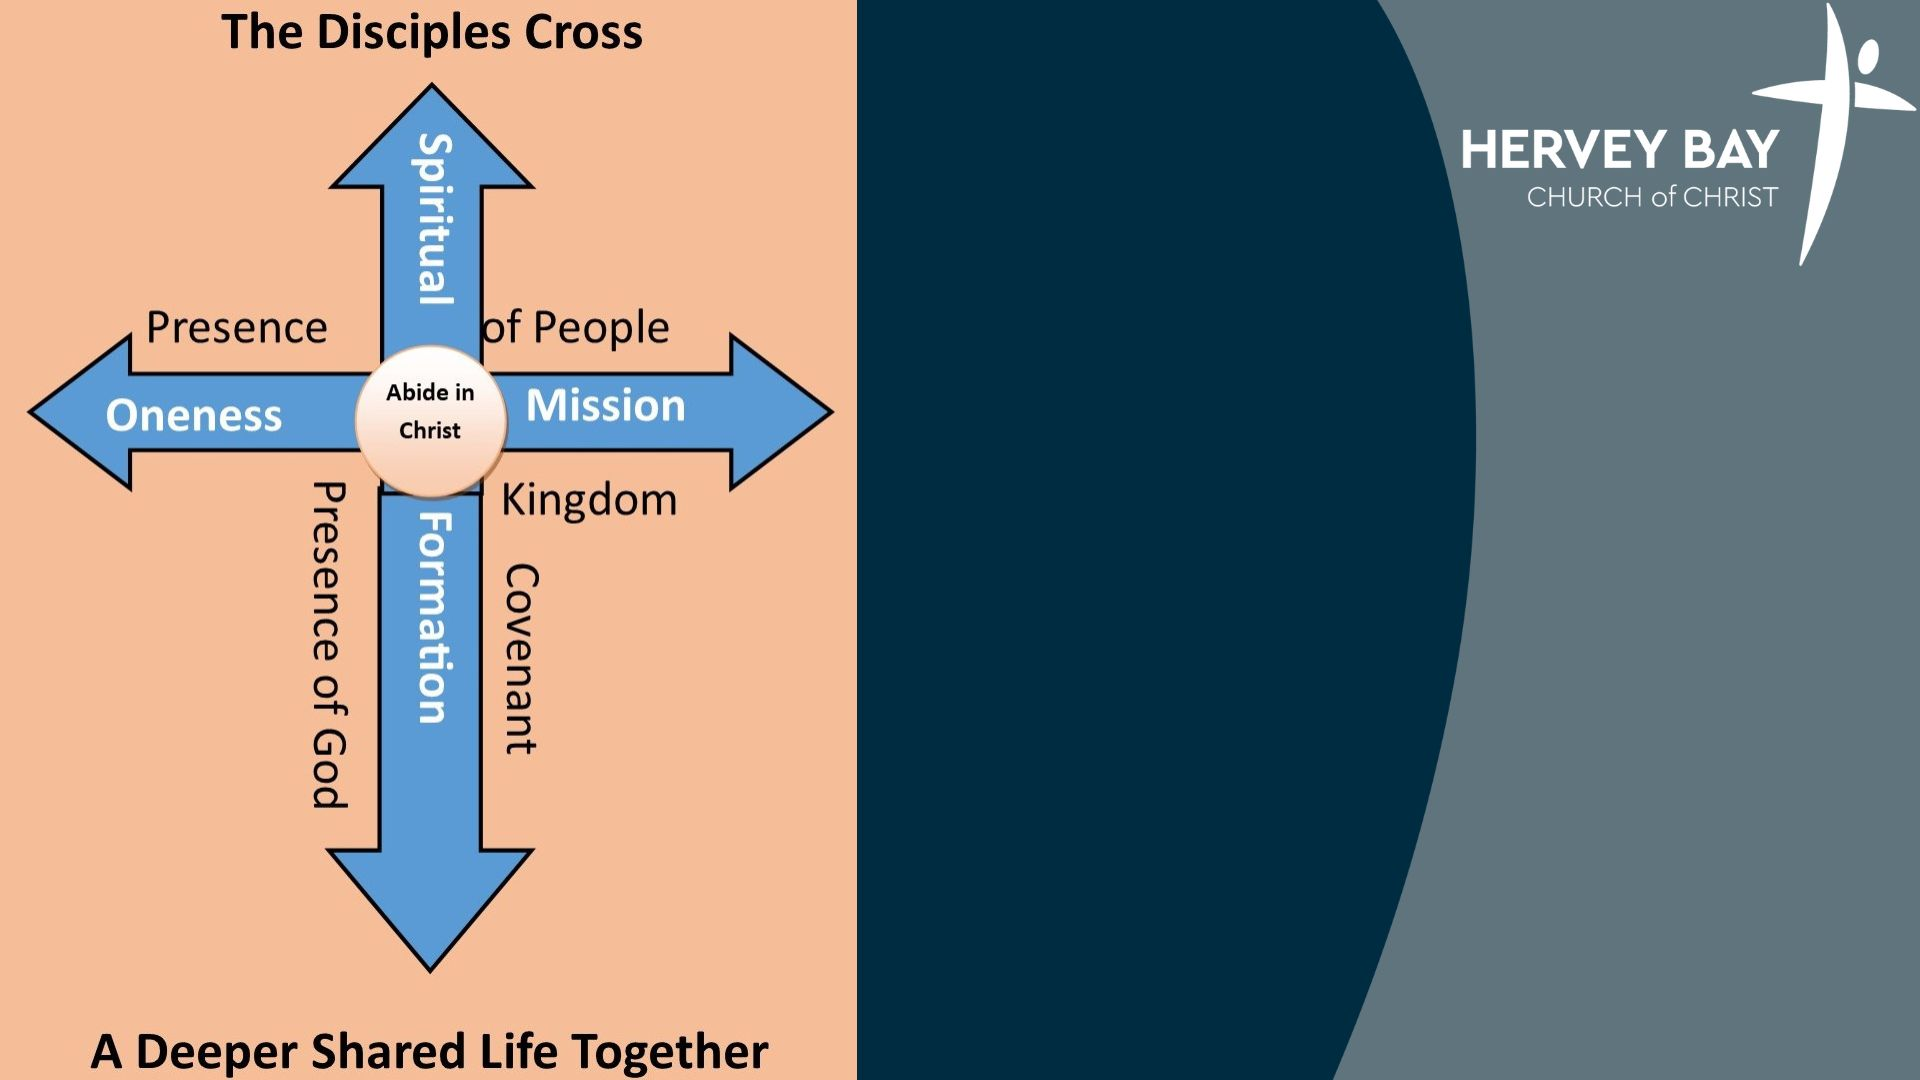 The Disciples Cross
Spiritual
Presence of People
Oneness
Abide in
Christ
Mission
Kingdom
Formation
Presence of God
Covenant
A Deeper Shared Life Together
HERVEY BAY
CHURCH of CHRIST